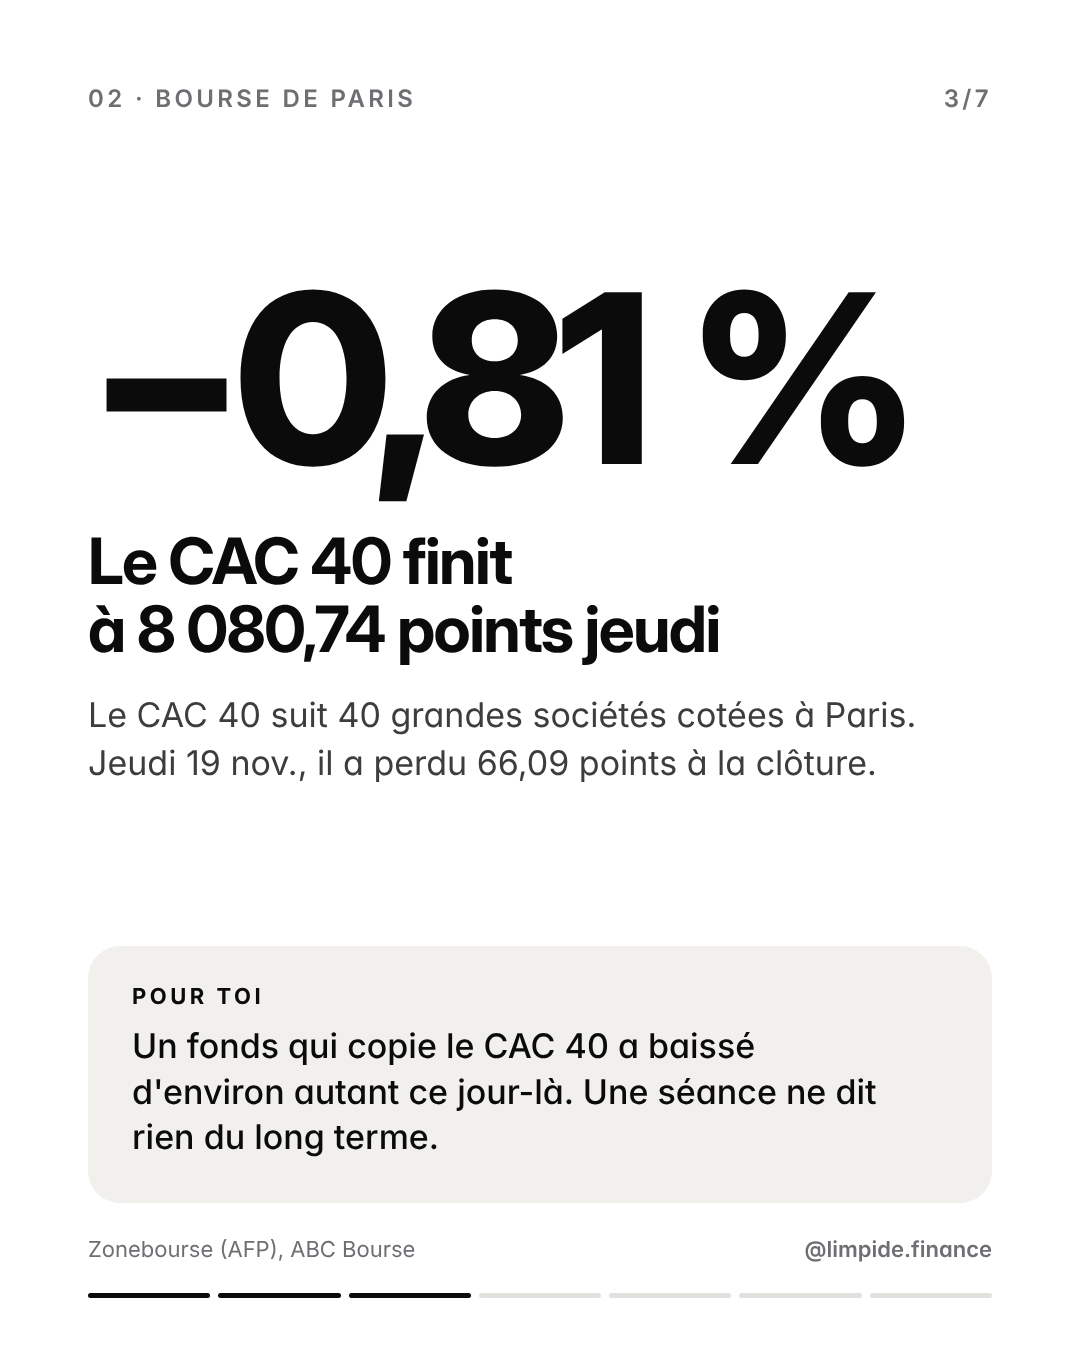 02 · BOURSE DE PARIS
3/7
−0,81 %
Le CAC 40 finit
à 8 080,74 points jeudi
Le CAC 40 suit 40 grandes sociétés cotées à Paris.
Jeudi 19 nov., il a perdu 66,09 points à la clôture.
POUR TOI
Un fonds qui copie le CAC 40 a baissé
d'environ autant ce jour-là. Une séance ne dit
rien du long terme.
Zonebourse (AFP), ABC Bourse
@limpide.finance